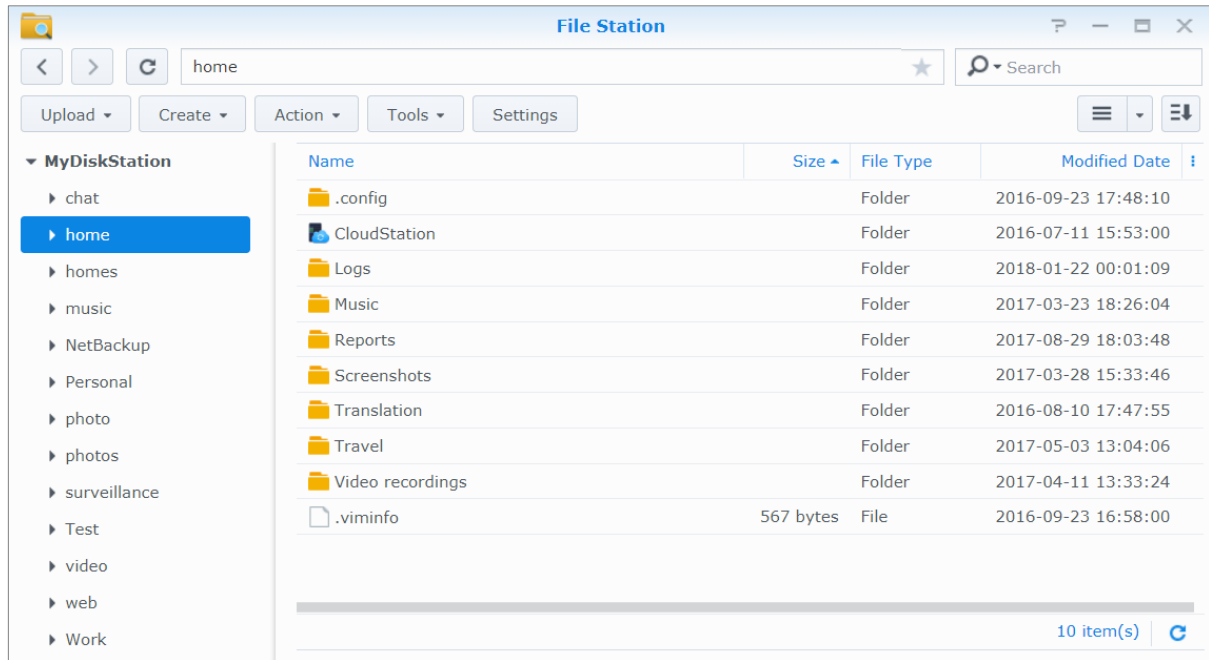 File Station
home
Search
Upload Create Action Tools Settings
MyDiskStation
chat
home
homes
music
NetBackup
Personal
photo
photos
surveillance
Test
video
web
Work
Name Size File Type Modified Date
.config Folder 2016-09-23 17:48:10
CloudStation Folder 2016-07-11 15:53:00
Logs Folder 2018-01-22 00:01:09
Music Folder 2017-03-23 18:26:04
Reports Folder 2017-08-29 18:03:48
Screenshots Folder 2017-03-28 15:33:46
Translation Folder 2016-08-10 17:47:55
Travel Folder 2017-05-03 13:04:06
Video recordings Folder 2017-04-11 13:33:24
.viminfo 567 bytes File 2016-09-23 16:58:00
10 item(s)